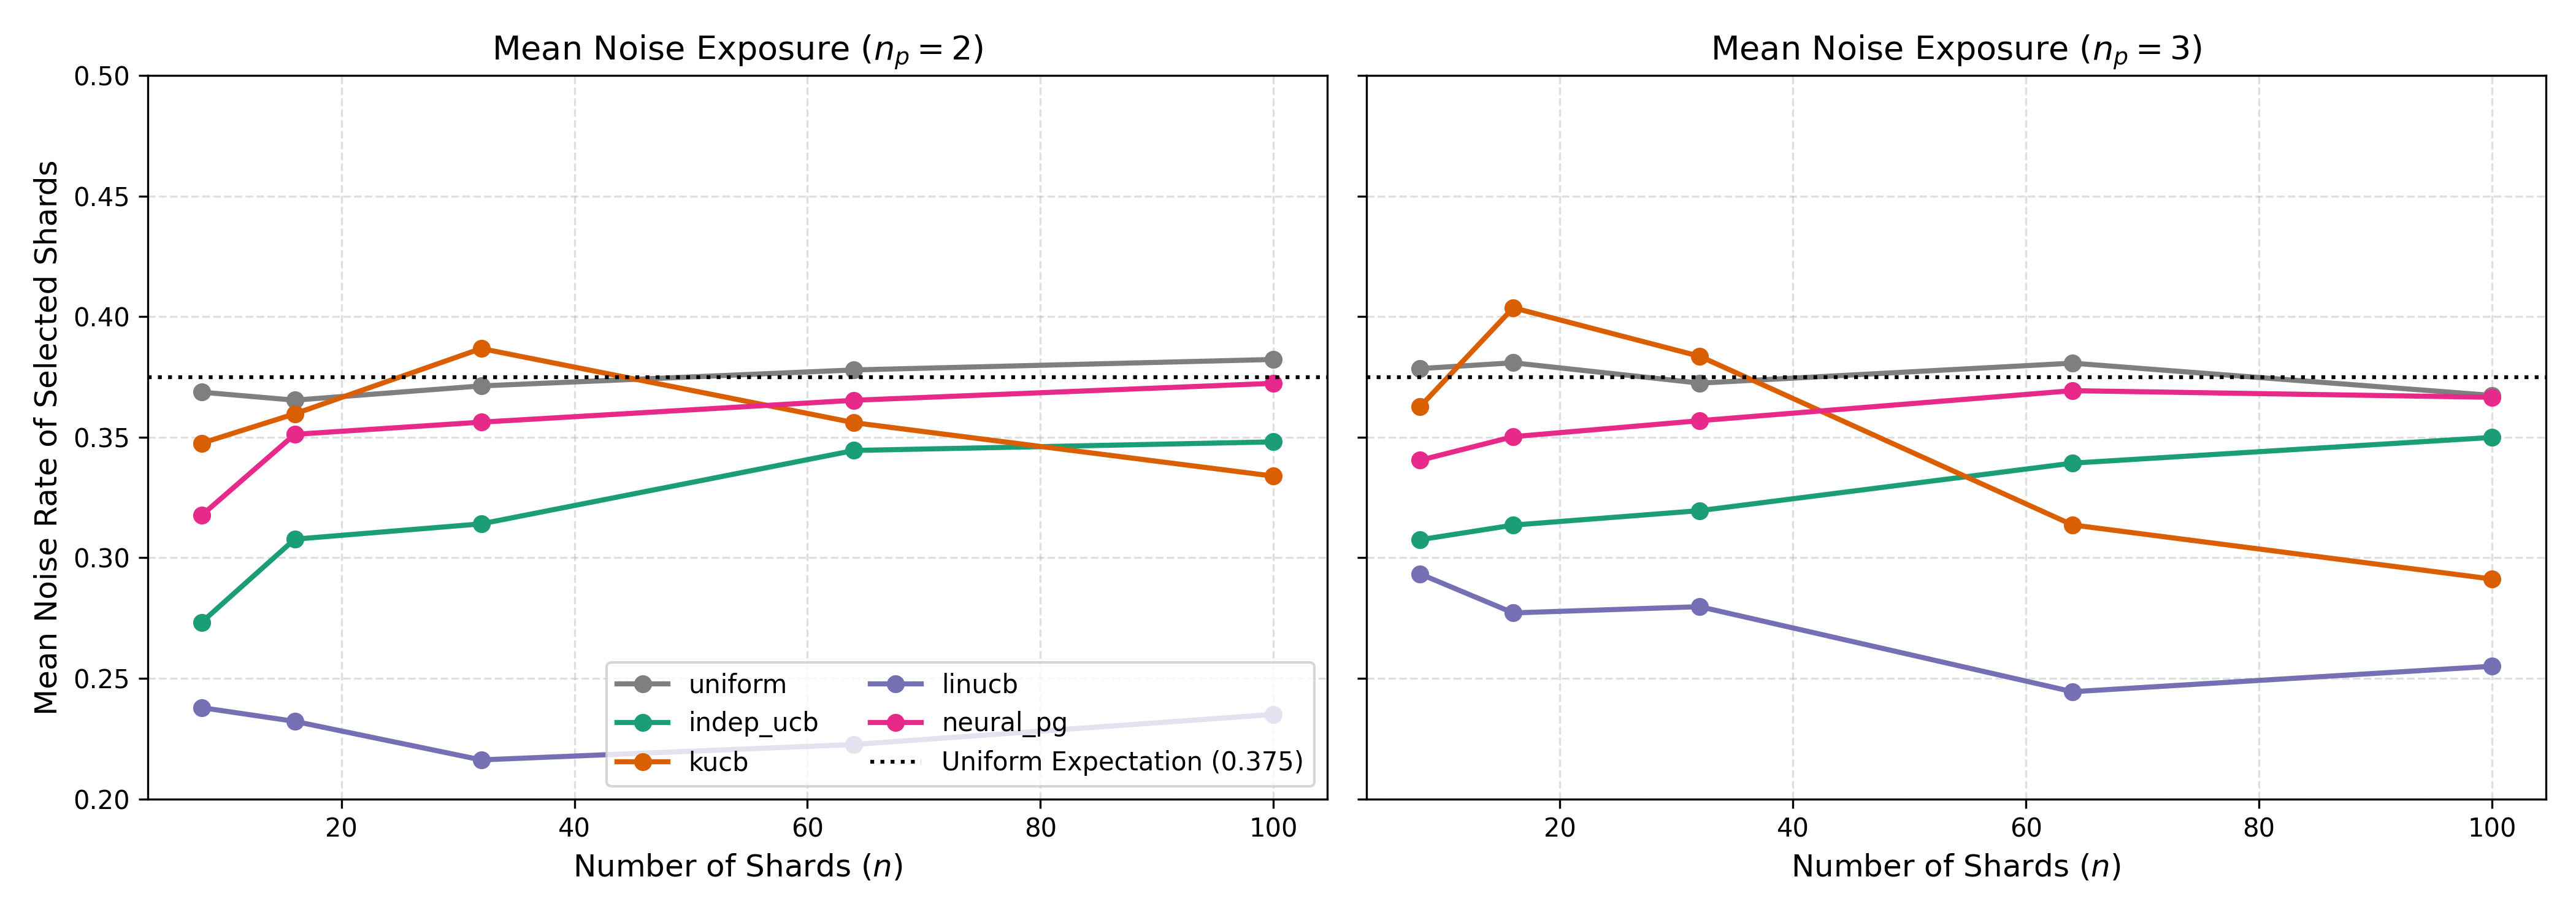 Mean Noise Exposure (n_p = 2)
Mean Noise Exposure (n_p = 3)
Mean Noise Rate of Selected Shards
0.50
0.45
0.40
0.35
0.30
0.25
0.20
uniform
indep_ucb
kucb
linucb
neural_pg
Uniform Expectation (0.375)
20 40 60 80 100
20 40 60 80 100
Number of Shards (n)
Number of Shards (n)